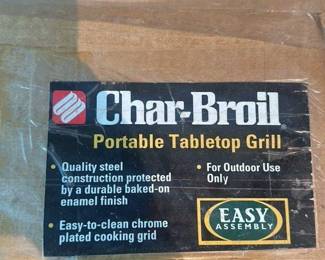 Char-Broil
Portable Tabletop Grill
• Quality steel
construction protected
by a durable baked-on
enamel finish
• Easy-to-clean chrome
plated cooking grid
• For Outdoor Use
Only
EASY
ASSEMBLY